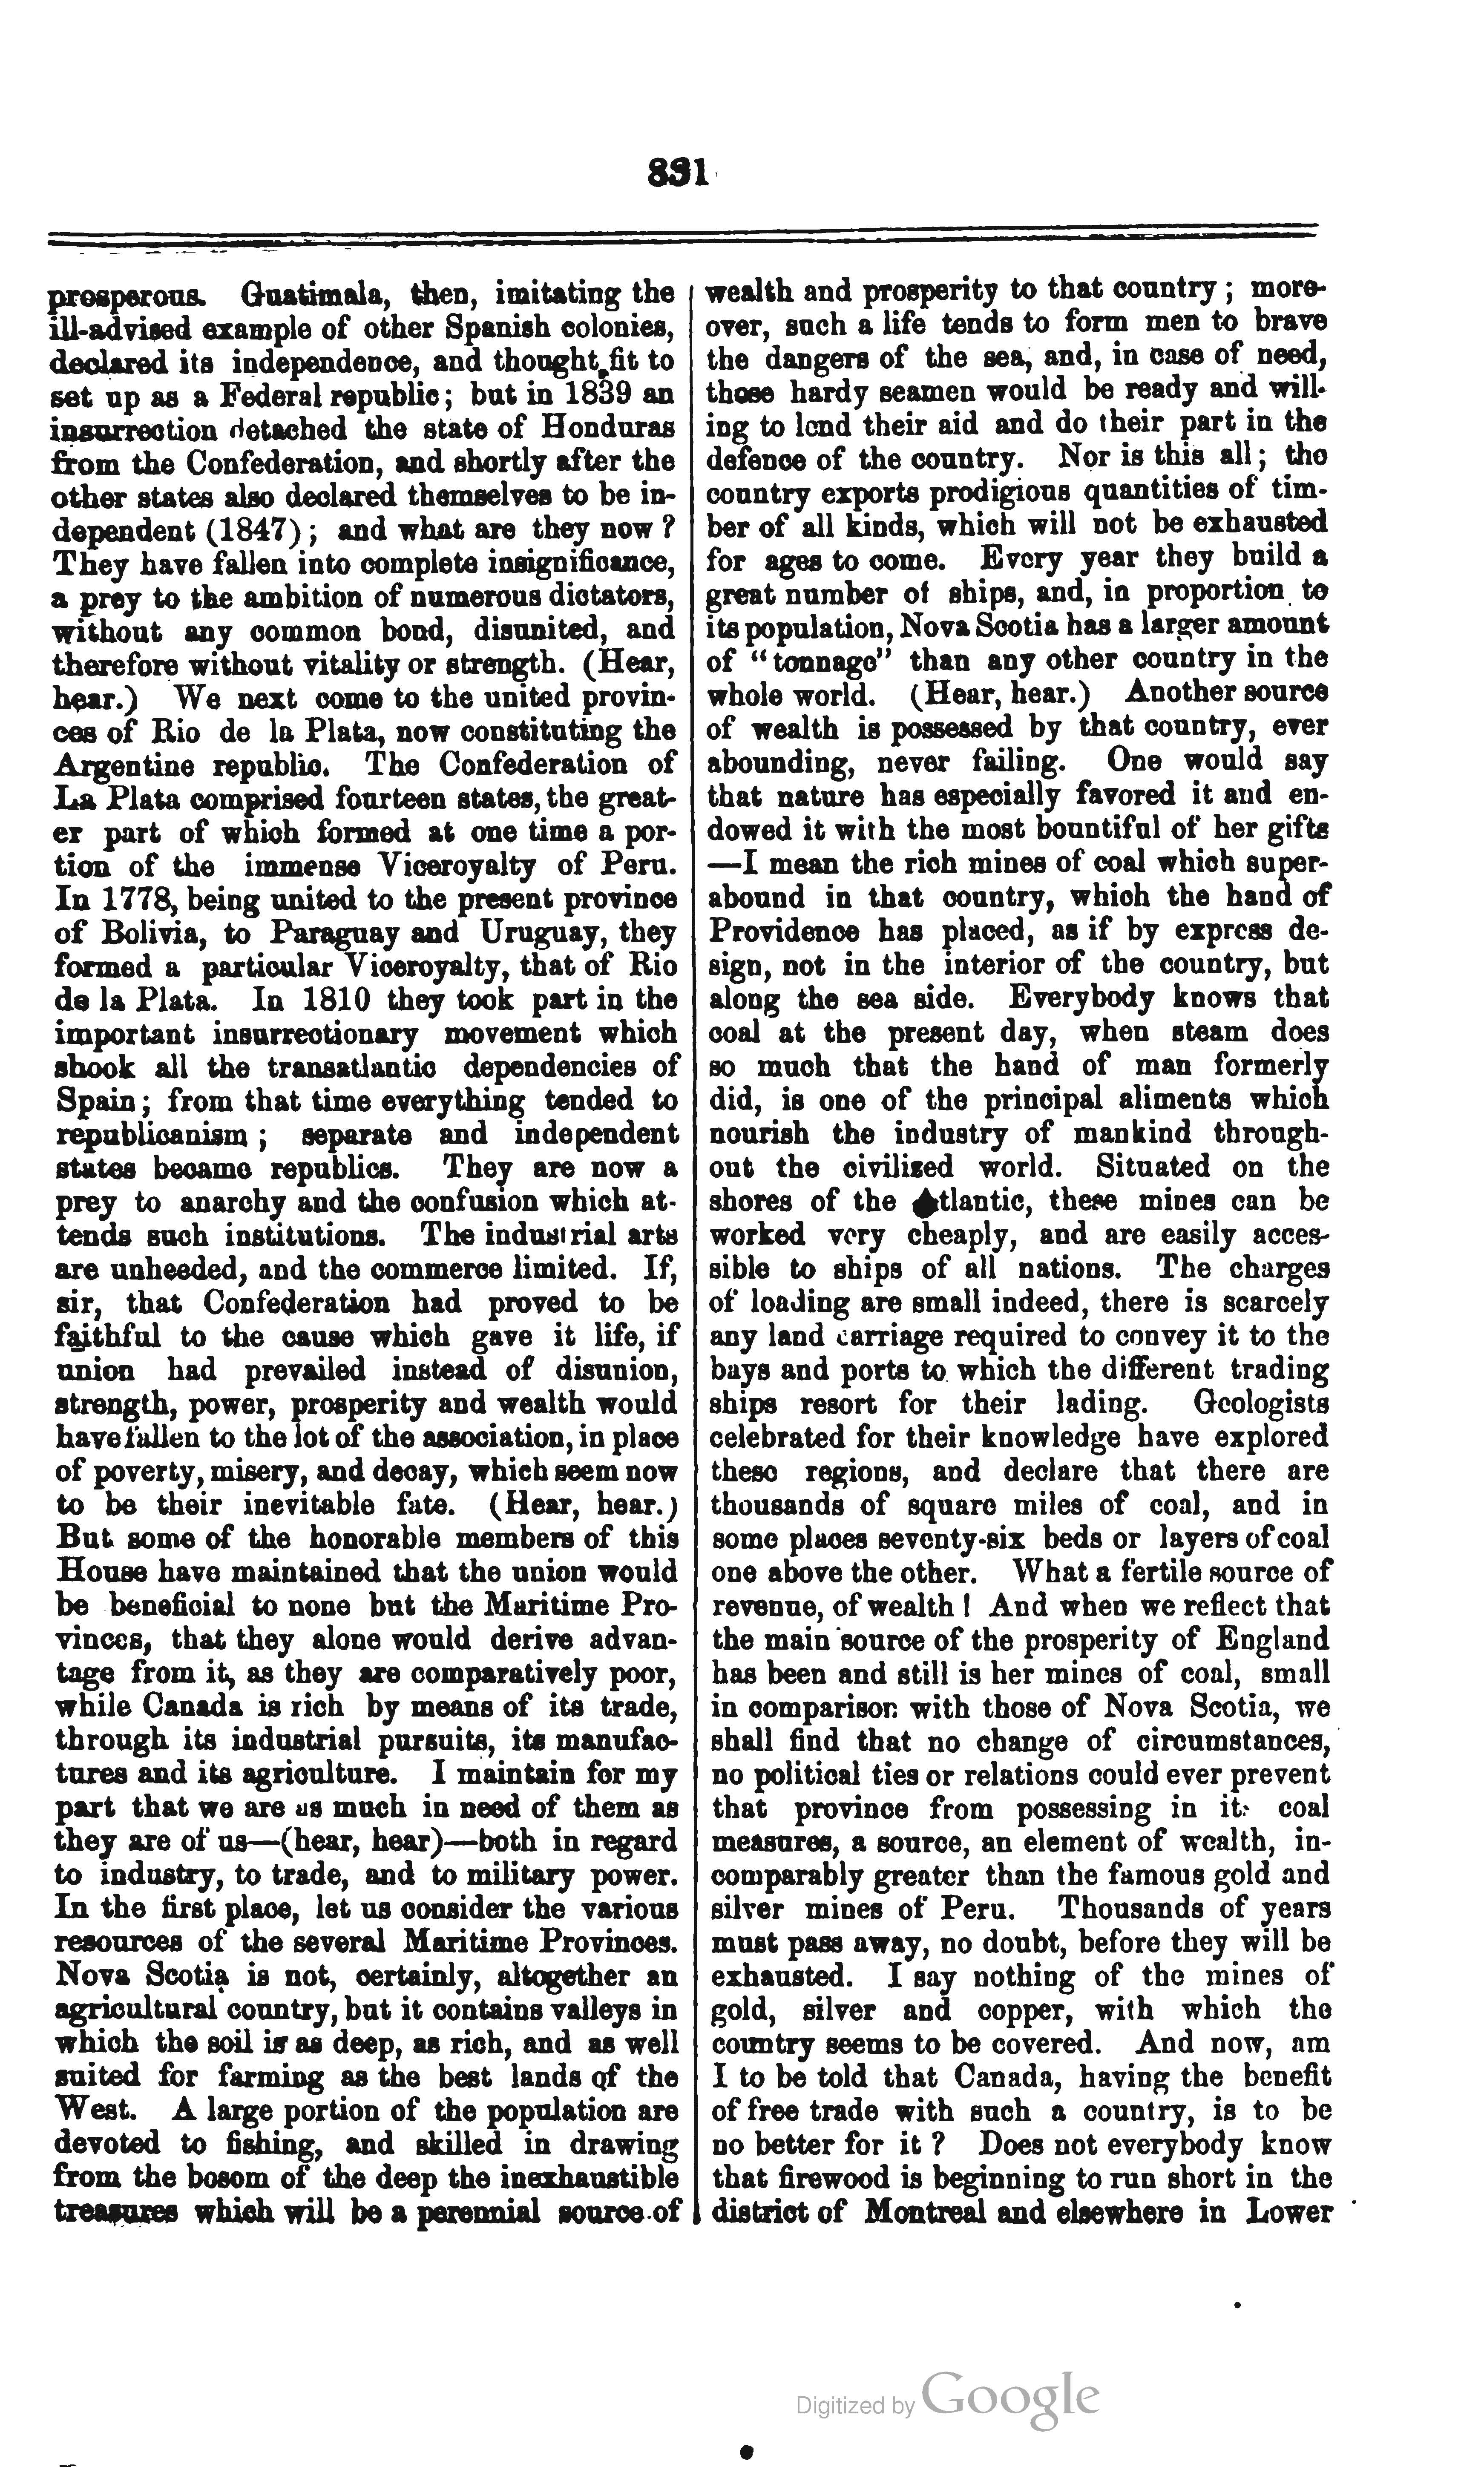 831
prosperous. Guatimala, then, imitating the
ill-advised example of other Spanish colonies,
declared its independence, and thought fit to
set up as a Federal republic; but in 1839 an
insurrection detached the state of Honduras
from the Confederation, and shortly after the
other states also declared themselves to be in-
dependent (1847); and what are they now?
They have fallen into complete insignificance,
a prey to the ambition of numerous dictators,
without any common bond, disunited, and
therefore without vitality or strength. (Hear,
hear.) We next come to the united provin-
ces of Rio de la Plata, now constituting the
Argentine republic. The Confederation of
La Plata comprised fourteen states, the great-
er part of which formed at one time a por-
tion of the immense Viceroyalty of Peru.
In 1778, being united to the present province
of Bolivia, to Paraguay and Uruguay, they
formed a particular Viceroyalty, that of Rio
de la Plata. In 1810 they took part in the
important insurrectionary movement which
shook all the transatlantic dependencies of
Spain; from that time everything tended to
republicanism; separate and independent
states became republics. They are now a
prey to anarchy and the confusion which at-
tends such institutions. The industrial arts
are unheeded, and the commerce limited. If,
sir, that Confederation had proved to be
faithful to the cause which gave it life, if
union had prevailed instead of disunion,
strength, power, prosperity and wealth would
have fallen to the lot of the association, in place
of poverty, misery, and decay, which seem now
to be their inevitable fate. (Hear, hear.)
But some of the honorable members of this
House have maintained that the union would
be beneficial to none but the Maritime Pro-
vinces, that they alone would derive advan-
tage from it, as they are comparatively poor,
while Canada is rich by means of its trade,
through its industrial pursuits, its manufac-
tures and its agriculture. I maintain for my
part that we are as much in need of them as
they are of us—(hear, hear)—both in regard
to industry, to trade, and to military power.
In the first place, let us consider the various
resources of the several Maritime Provinces.
Nova Scotia is not, certainly, altogether an
agricultural country, but it contains valleys in
which the soil is as deep, as rich, and as well
suited for farming as the best lands of the
West. A large portion of the population are
devoted to fishing, and skilled in drawing
from the bosom of the deep the inexhaustible
treasures which will be a perennial source of
wealth and prosperity to that country; more-
over, such a life tends to form men to brave
the dangers of the sea, and, in case of need,
those hardy seamen would be ready and will-
ing to lend their aid and do their part in the
defence of the country. Nor is this all; the
country exports prodigious quantities of tim-
ber of all kinds, which will not be exhausted
for ages to come. Every year they build a
great number of ships, and, in proportion to
its population, Nova Scotia has a larger amount
of "tonnage" than any other country in the
whole world. (Hear, hear.) Another source
of wealth is possessed by that country, ever
abounding, never failing. One would say
that nature has especially favored it and en-
dowed it with the most bountiful of her gifts
—I mean the rich mines of coal which super-
abound in that country, which the hand of
Providence has placed, as if by express de-
sign, not in the interior of the country, but
along the sea side. Everybody knows that
coal at the present day, when steam does
so much that the hand of man formerly
did, is one of the principal aliments which
nourish the industry of mankind through-
out the civilized world. Situated on the
shores of the Atlantic, these mines can be
worked very cheaply, and are easily acces-
sible to ships of all nations. The charges
of loading are small indeed, there is scarcely
any land carriage required to convey it to the
bays and ports to which the different trading
ships resort for their lading. Geologists
celebrated for their knowledge have explored
these regions, and declare that there are
thousands of square miles of coal, and in
some places seventy-six beds or layers of coal
one above the other. What a fertile source of
revenue, of wealth! And when we reflect that
the main source of the prosperity of England
has been and still is her mines of coal, small
in comparison with those of Nova Scotia, we
shall find that no change of circumstances,
no political ties or relations could ever prevent
that province from possessing in its coal
measures, a source, an element of wealth, in-
comparably greater than the famous gold and
silver mines of Peru. Thousands of years
must pass away, no doubt, before they will be
exhausted. I say nothing of the mines of
gold, silver and copper, with which the
country seems to be covered. And now, am
I to be told that Canada, having the benefit
of free trade with such a country, is to be
no better for it? Does not everybody know
that firewood is beginning to run short in the
district of Montreal and elsewhere in Lower
Digitized by Google